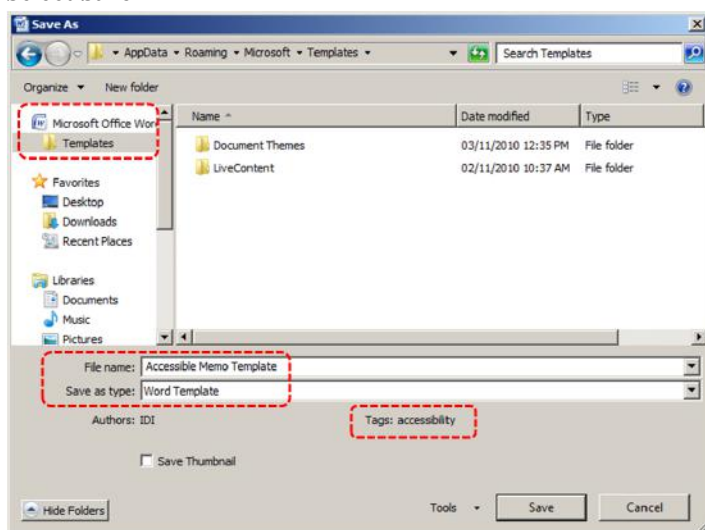 Save As
AppData Roaming Microsoft Templates Search Templates
Organize New folder
Microsoft Office Wor Name Date modified Type
Templates Document Themes 03/11/2010 12:35 PM File folder
LiveContent 02/11/2010 10:37 AM File folder
Favorites
Desktop
Downloads
Recent Places
Libraries
Documents
Music
Pictures
File name: Accessible Memo Template
Save as type: Word Template
Authors: IDI Tags: accessibility
Save Thumbnail
Hide Folders Tools Save Cancel